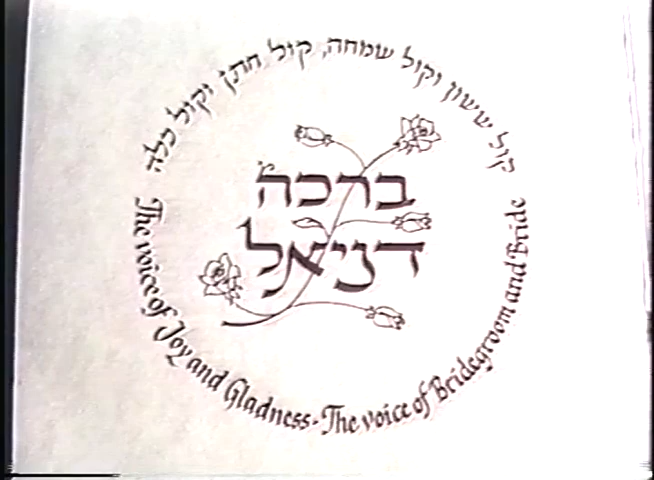 קול ששון וקול שמחה, קול חתן וקול כלה
ברכה
דניאל
The voice of Joy and Gladness - The voice of Bridegroom and Bride